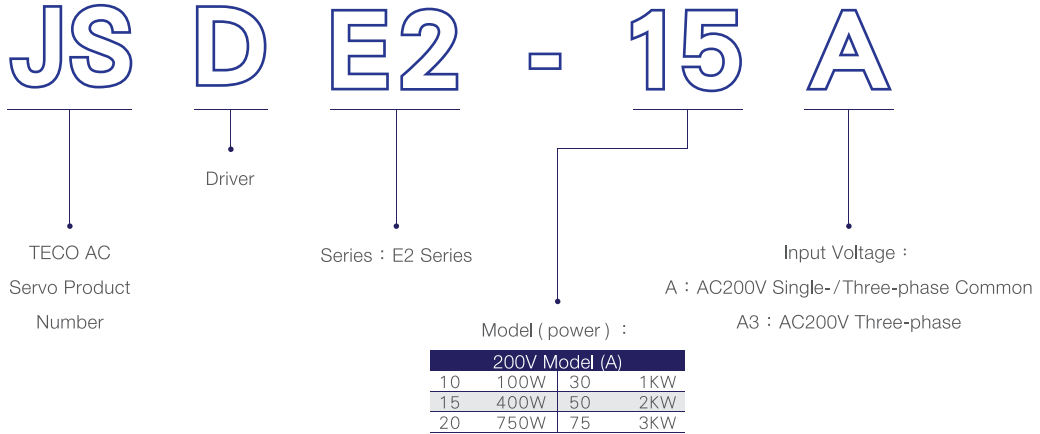 JS D E2 - 15 A
Driver
TECO AC
Servo Product
Number
Series：E2 Series
Model ( power ) ：
200V Model (A)
10 100W 30 1KW
15 400W 50 2KW
20 750W 75 3KW
Input Voltage：
A：AC200V Single-/Three-phase Common
A3：AC200V Three-phase